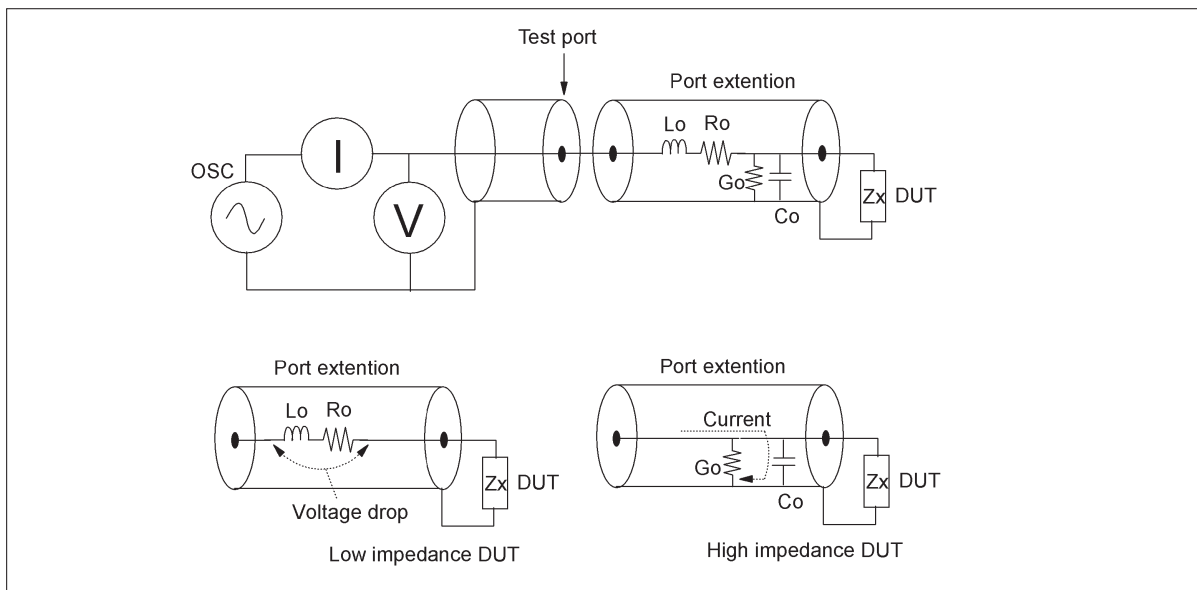 Test port
Port extention
Lo Ro
OSC
I
V
Go
Co
Zx DUT
Port extention
Lo Ro
Voltage drop
Zx DUT
Low impedance DUT
Port extention
Current
Go
Co
Zx DUT
High impedance DUT